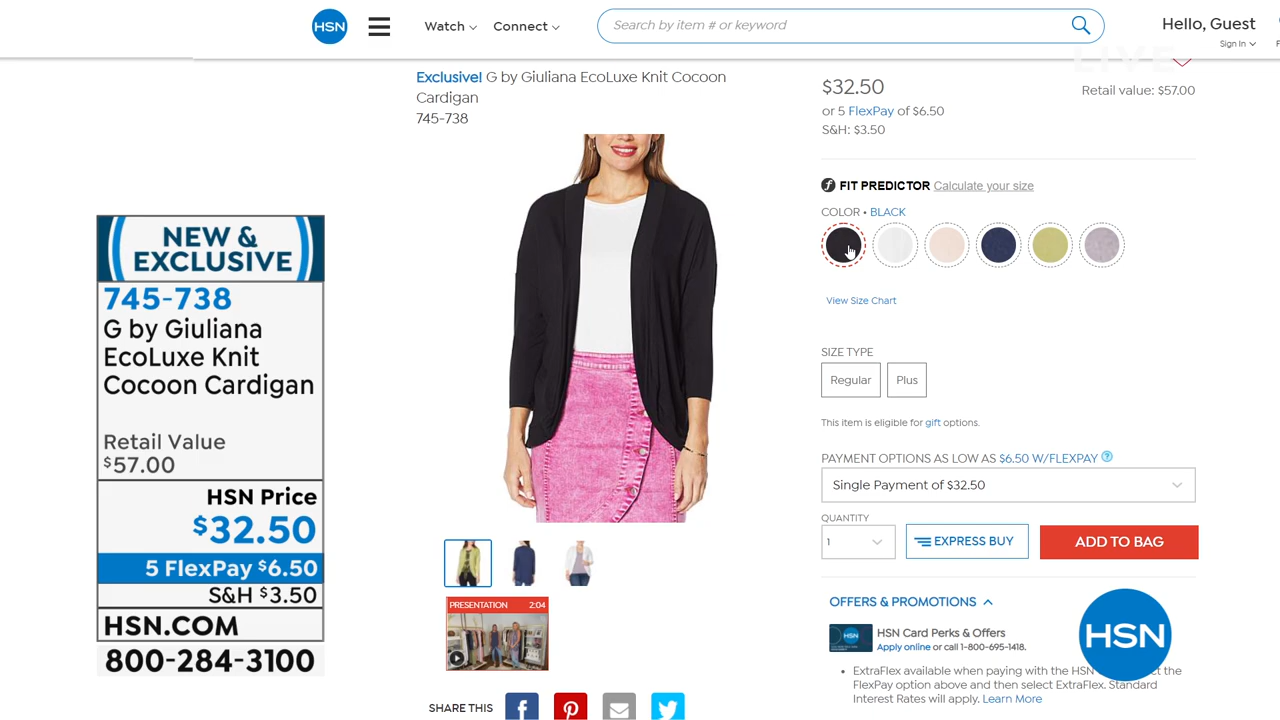 HSN
Watch
Connect
Search by item # or keyword
Hello, Guest
Sign In
F
LIVE
Exclusive! G by Giuliana EcoLuxe Knit Cocoon
Cardigan
745-738
$32.50
Retail value: $57.00
or 5 FlexPay of $6.50
S&H: $3.50
FIT PREDICTOR Calculate your size
COLOR • BLACK
View Size Chart
SIZE TYPE
Regular
Plus
This item is eligible for gift options.
PAYMENT OPTIONS AS LOW AS $6.50 W/FLEXPAY ?
Single Payment of $32.50
QUANTITY
1
EXPRESS BUY
ADD TO BAG
OFFERS & PROMOTIONS
HSN
HSN Card Perks & Offers
Apply online or call 1-800-695-1418.
• ExtraFlex available when paying with the HSN
ct the
FlexPay option above and then select ExtraFlex. Standard
Interest Rates will apply. Learn More
HSN
PRESENTATION 2:04
SHARE THIS
NEW &
EXCLUSIVE
745-738
G by Giuliana
EcoLuxe Knit
Cocoon Cardigan
Retail Value
$57.00
HSN Price
$32.50
5 FlexPay $6.50
S&H $3.50
HSN.COM
800-284-3100